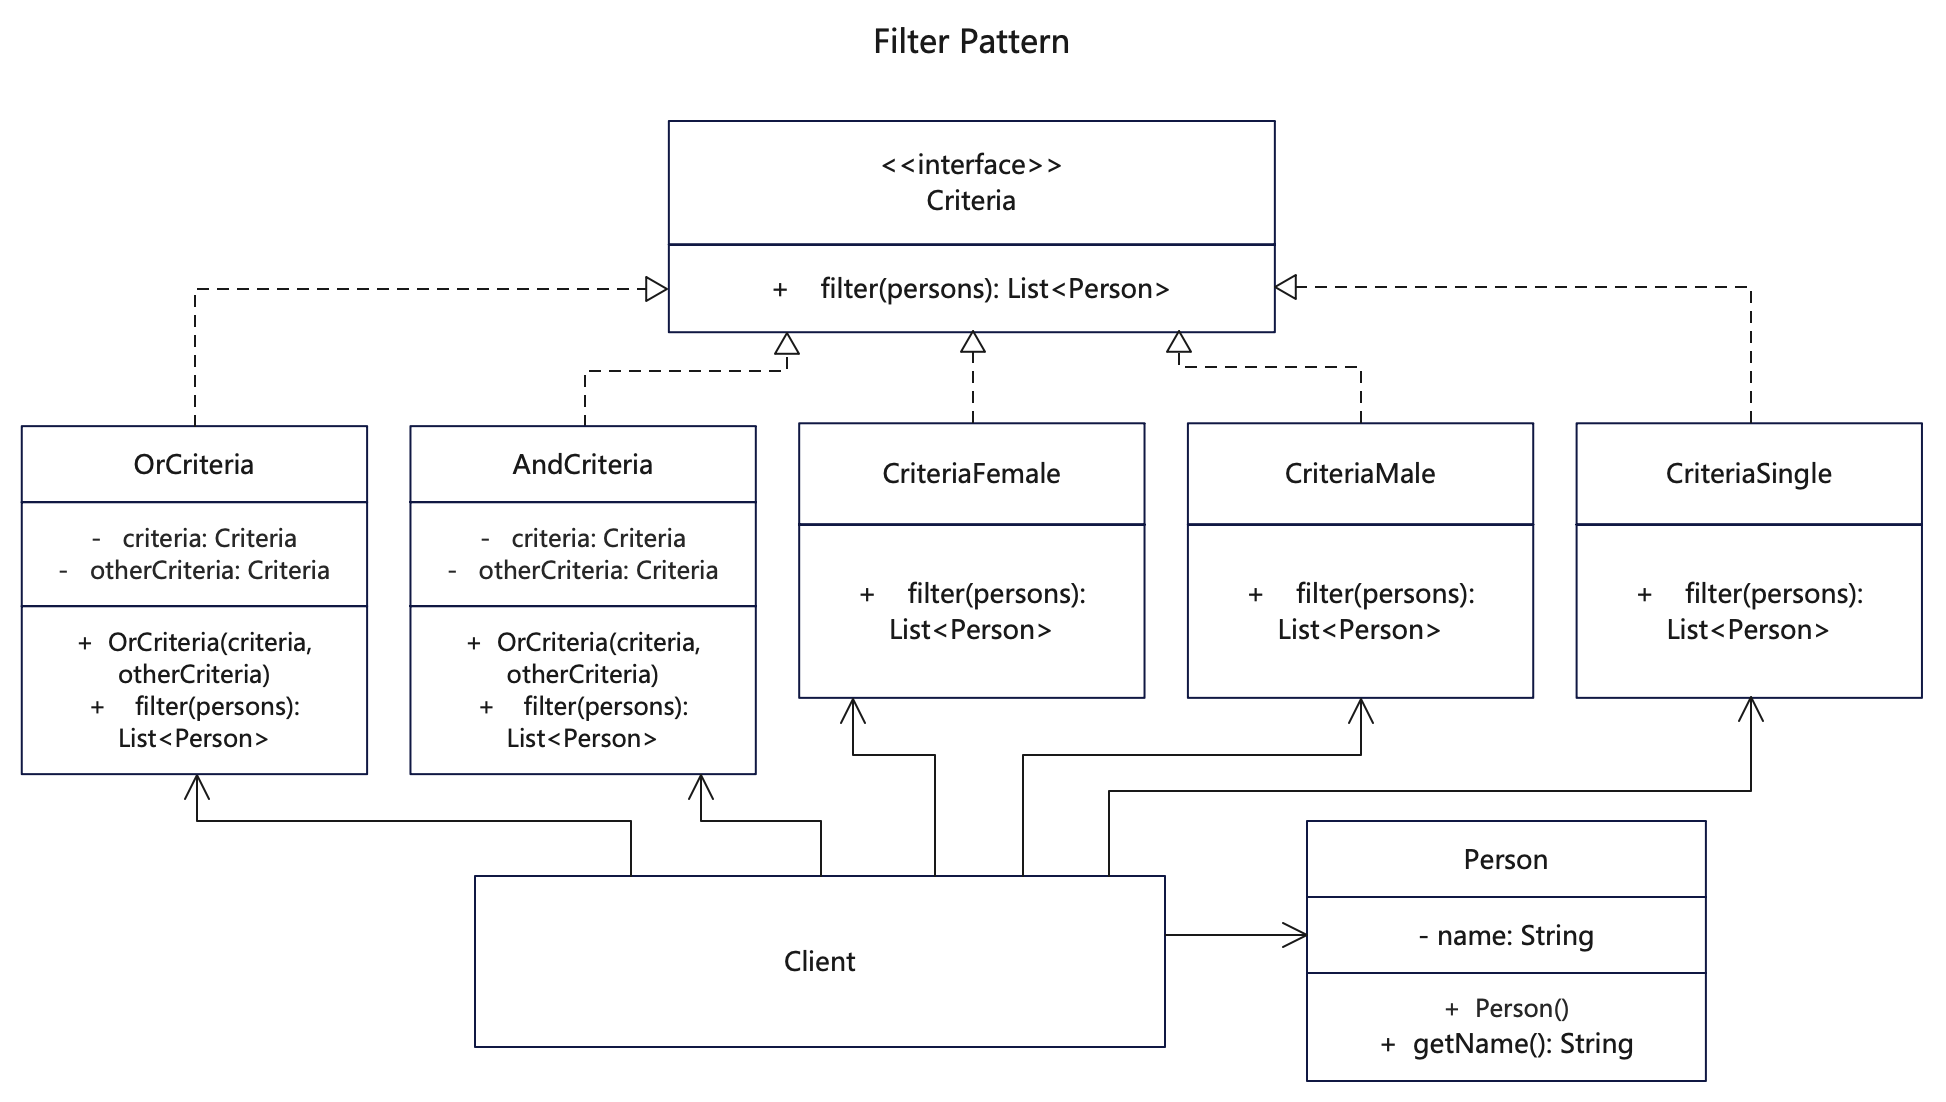 Filter Pattern
<<interface>>
Criteria
+ filter(persons): List<Person>
OrCriteria
- criteria: Criteria
- otherCriteria: Criteria
+ OrCriteria(criteria,
otherCriteria)
+ filter(persons):
List<Person>
AndCriteria
- criteria: Criteria
- otherCriteria: Criteria
+ OrCriteria(criteria,
otherCriteria)
+ filter(persons):
List<Person>
CriteriaFemale
+ filter(persons):
List<Person>
CriteriaMale
+ filter(persons):
List<Person>
CriteriaSingle
+ filter(persons):
List<Person>
Client
Person
- name: String
+ Person()
+ getName(): String